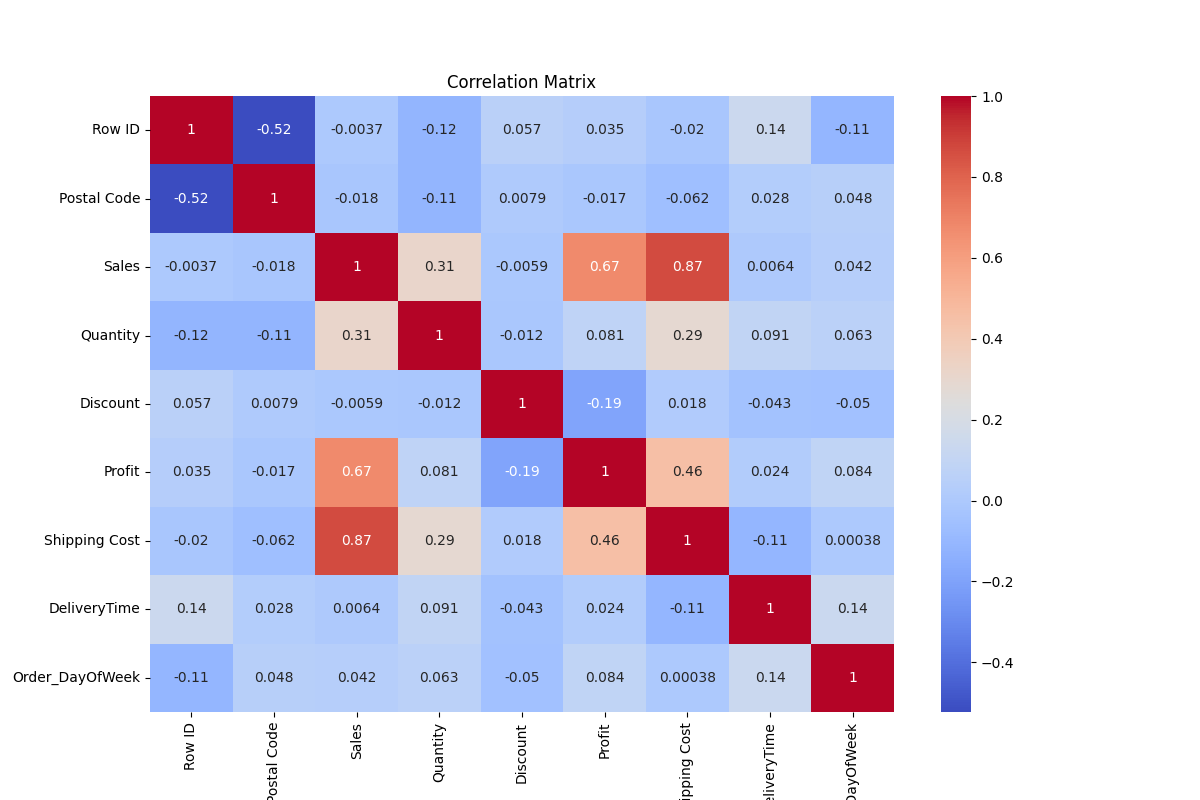 Correlation Matrix
Row ID 1 -0.52 -0.0037 -0.12 0.057 0.035 -0.02 0.14 -0.11
Postal Code -0.52 1 -0.018 -0.11 0.0079 -0.017 -0.062 0.028 0.048
Sales -0.0037 -0.018 1 0.31 -0.0059 0.67 0.87 0.0064 0.042
Quantity -0.12 -0.11 0.31 1 -0.012 0.081 0.29 0.091 0.063
Discount 0.057 0.0079 -0.0059 -0.012 1 -0.19 0.018 -0.043 -0.05
Profit 0.035 -0.017 0.67 0.081 -0.19 1 0.46 0.024 0.084
Shipping Cost -0.02 -0.062 0.87 0.29 0.018 0.46 1 -0.11 0.00038
DeliveryTime 0.14 0.028 0.0064 0.091 -0.043 0.024 -0.11 1 0.14
Order_DayOfWeek -0.11 0.048 0.042 0.063 -0.05 0.084 0.00038 0.14 1
Row ID
Postal Code
Sales
Quantity
Discount
Profit
ipping Cost
eliveryTime
DayOfWeek
1.0
0.8
0.6
0.4
0.2
0.0
−0.2
−0.4